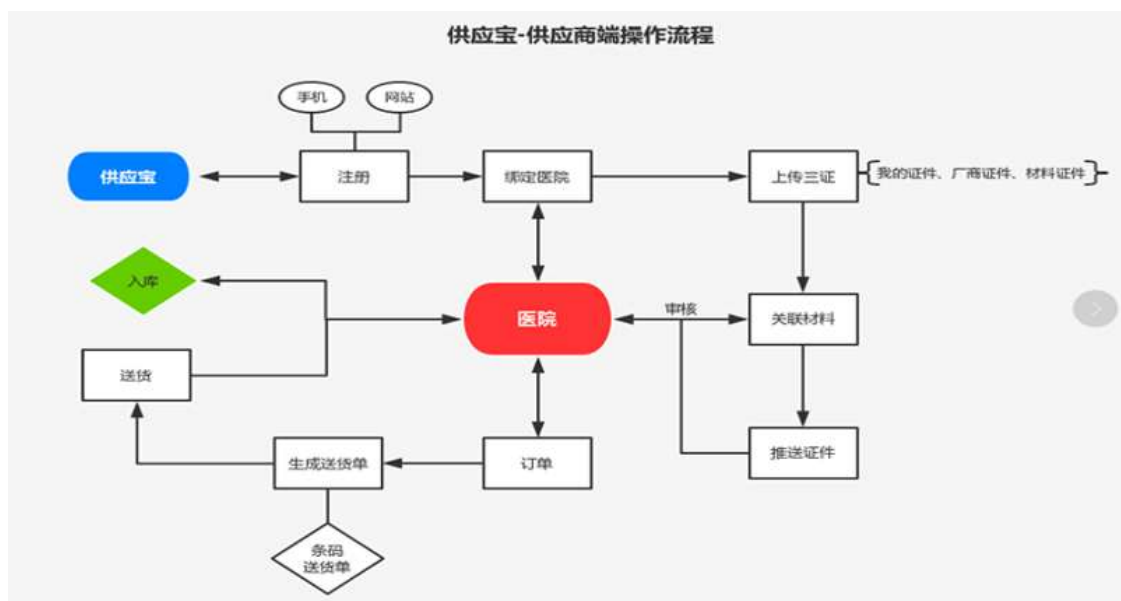 供应宝-供应商端操作流程
手机
网站
供应宝
注册
绑定医院
上传三证
我的证件、厂商证件、材料证件
入库
医院
审核
关联材料
送货
生成送货单
订单
推送证件
条码
送货单